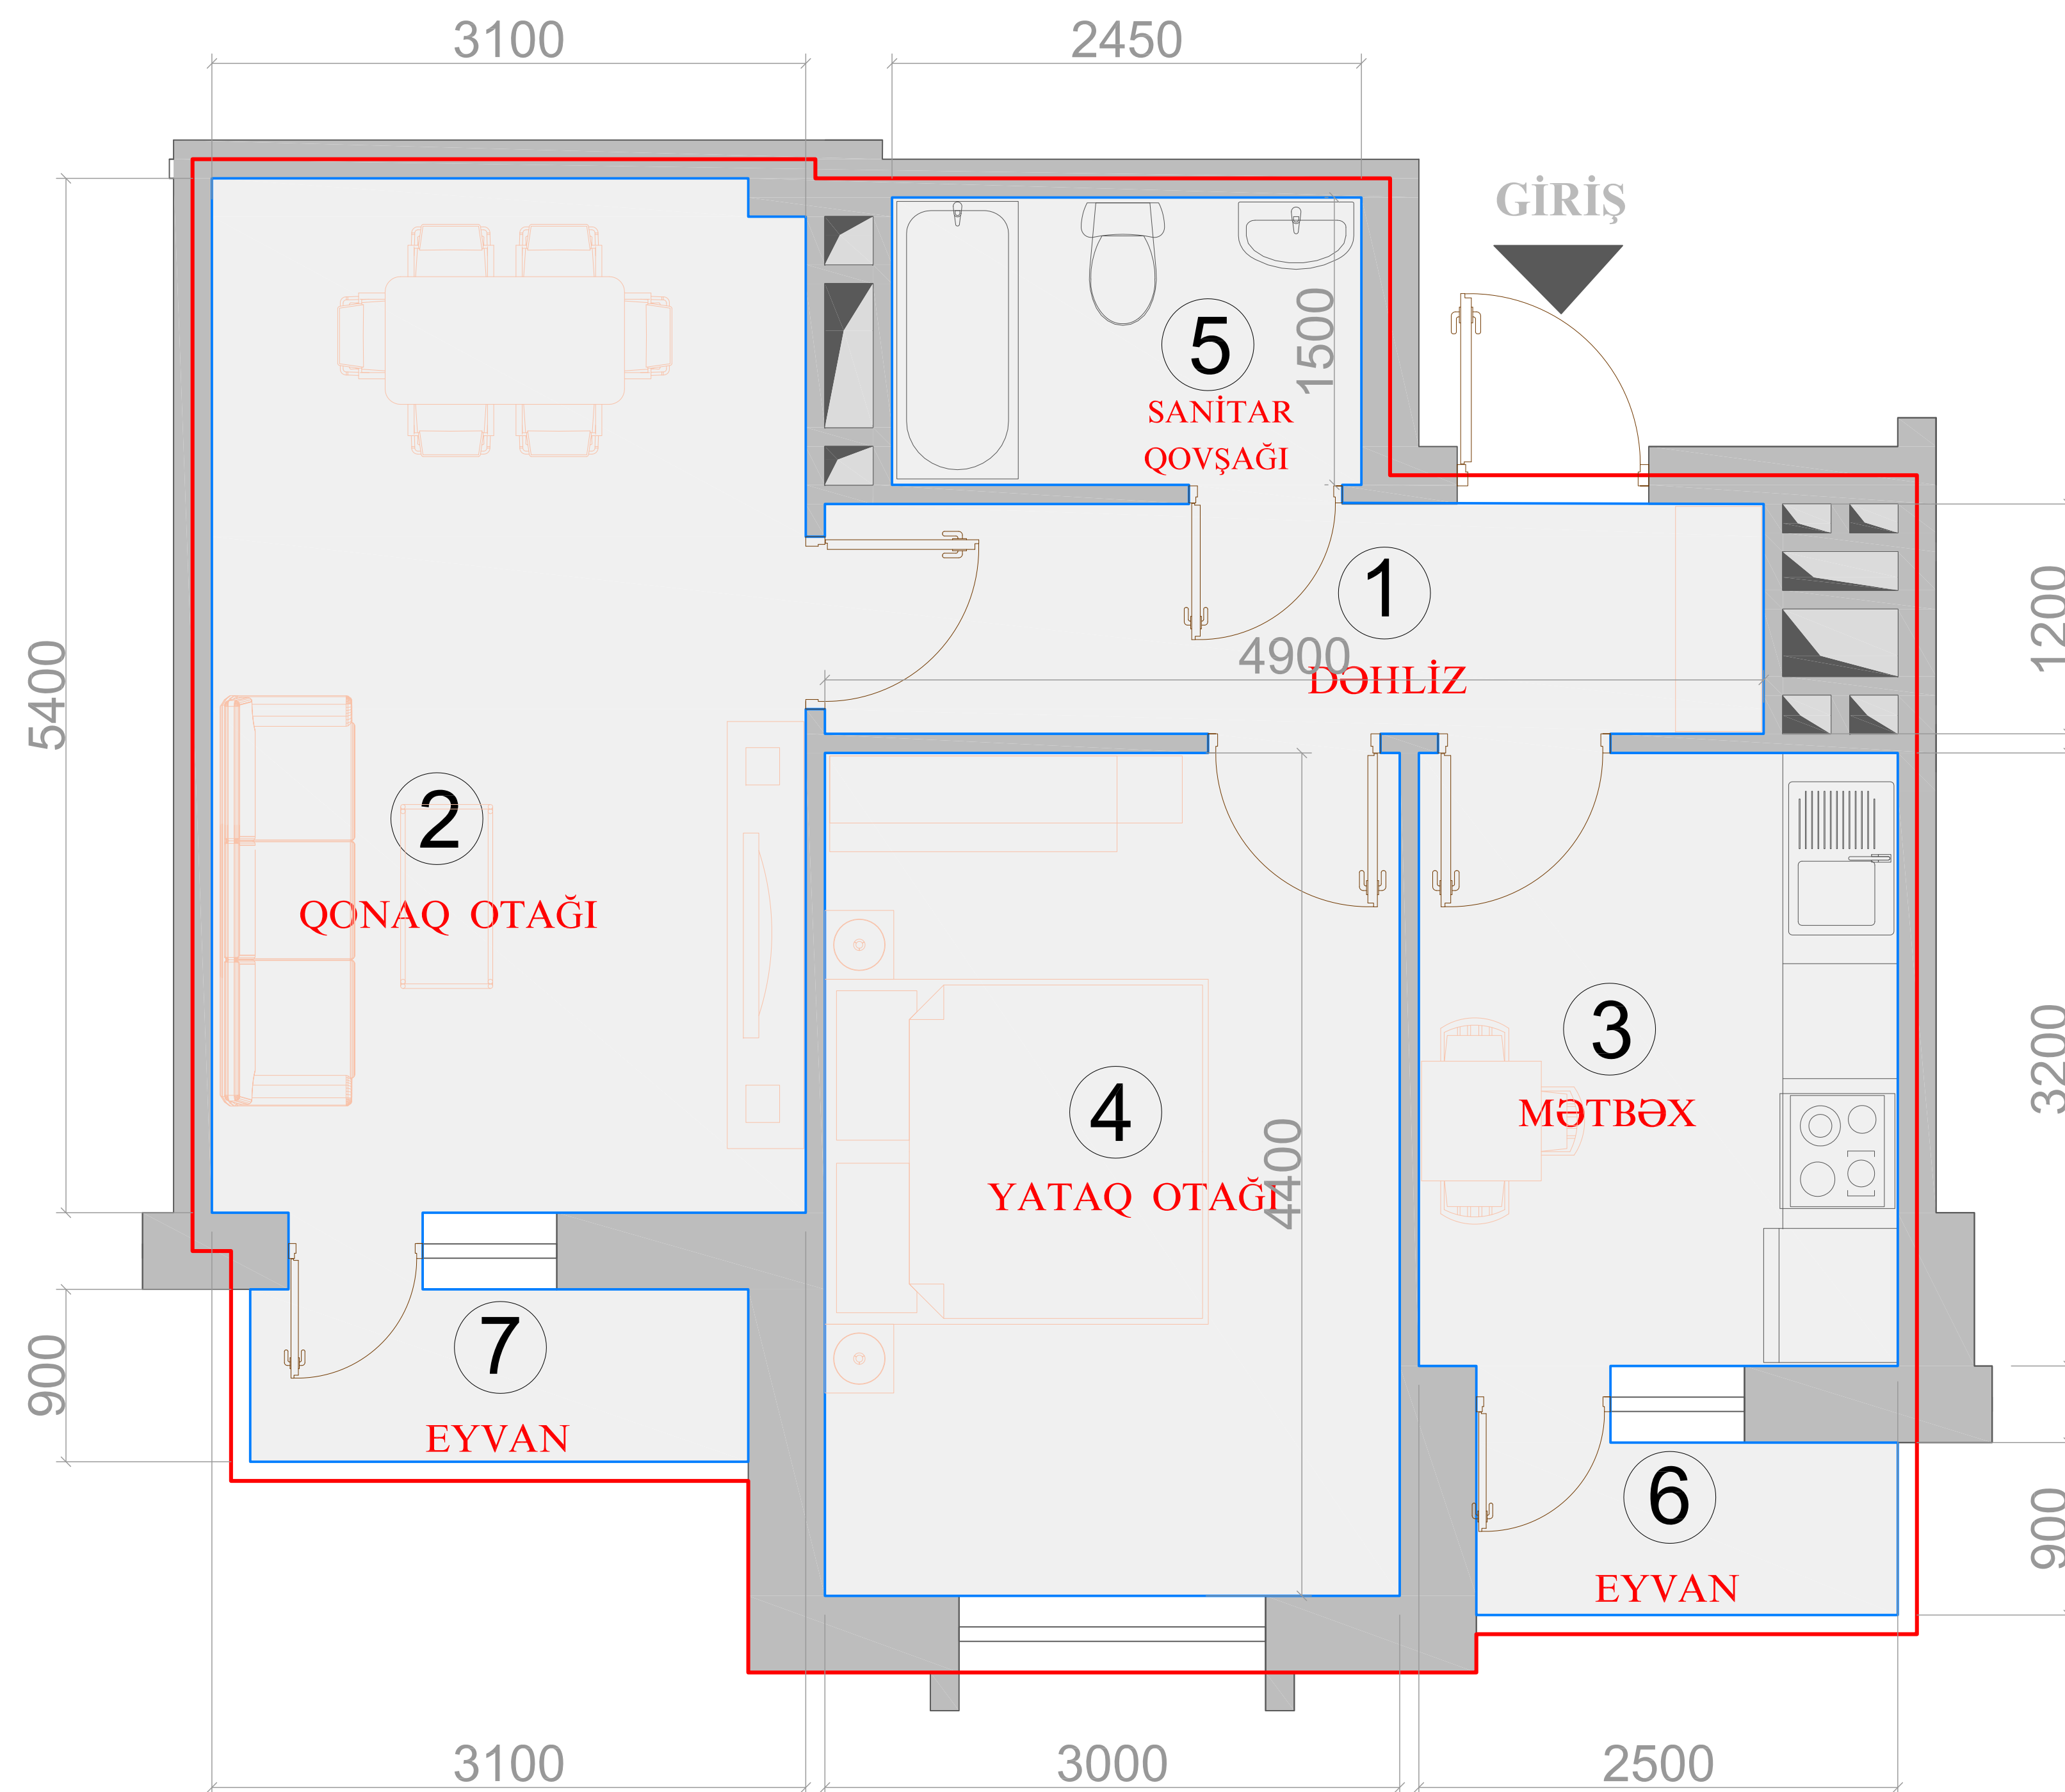 3100
2450
GİRİŞ
5
SANİTAR
QOVŞAĞI
1500
1
4900
DƏHLİZ
1200
5400
2
QONAQ OTAĞI
3
MƏTBƏX
3200
4
YATAQ OTAĞI
4400
7
EYVAN
900
6
EYVAN
900
3100
3000
2500